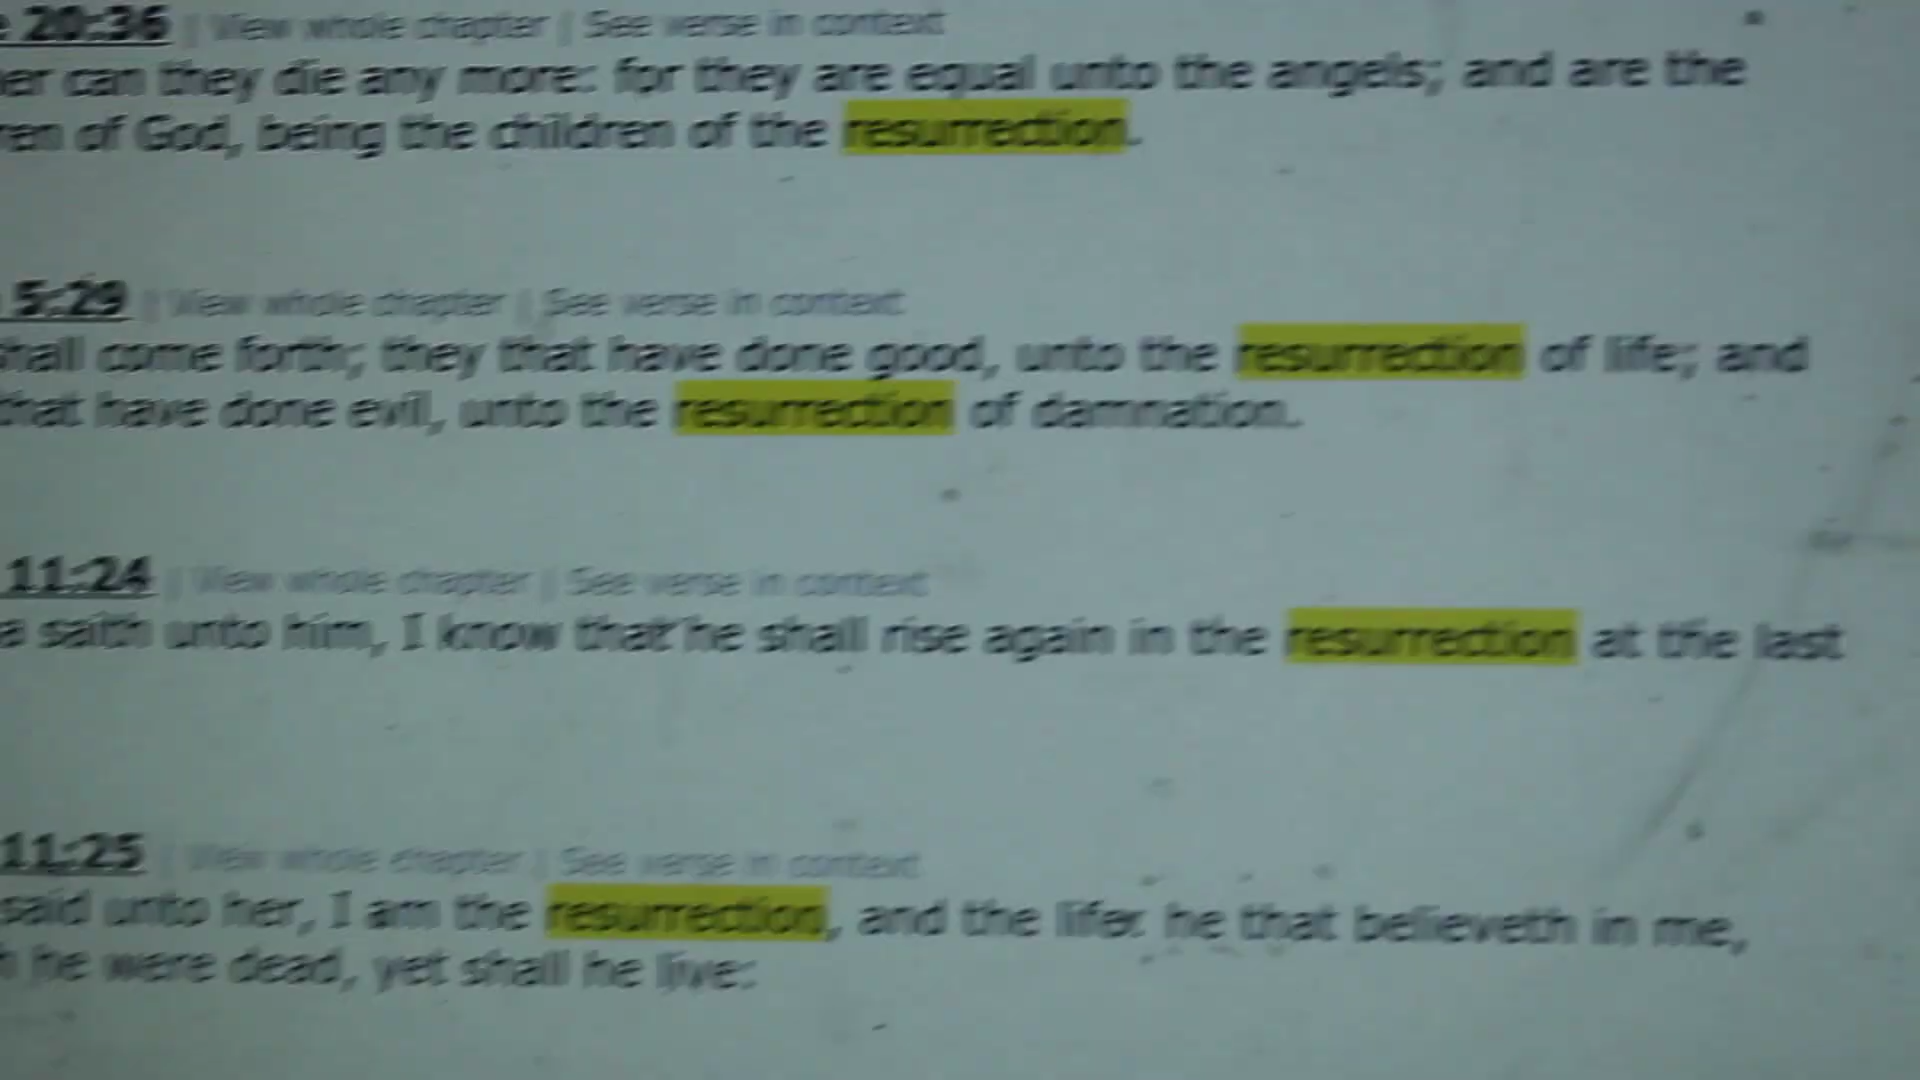 20:36 | View whole chapter | See verse in context
er can they die any more: for they are equal unto the angels; and are the
ren of God, being the children of the resurrection.
5:29 | View whole chapter | See verse in context
hall come forth; they that have done good, unto the resurrection of life; and
that have done evil, unto the resurrection of damnation.
11:24 | View whole chapter | See verse in context
a saith unto him, I know that he shall rise again in the resurrection at the last
11:25 | View whole chapter | See verse in context
said unto her, I am the resurrection, and the life: he that believeth in me,
h he were dead, yet shall he live: